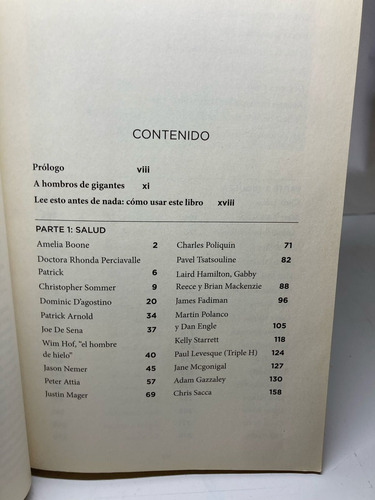 CONTENIDO
Prólogo viii
A hombros de gigantes xi
Lee esto antes de nada: cómo usar este libro xviii
PARTE 1: SALUD
Amelia Boone 2
Doctora Rhonda Perciavalle
Patrick 6
Christopher Sommer 9
Dominic D'agostino 20
Patrick Arnold 34
Joe De Sena 37
Wim Hof, "el hombre
de hielo" 40
Jason Nemer 45
Peter Attia 57
Justin Mager 69
Charles Poliquin 71
Pavel Tsatsouline 82
Laird Hamilton, Gabby
Reece y Brian Mackenzie 88
James Fadiman 96
Martin Polanco
y Dan Engle 105
Kelly Starrett 118
Paul Levesque (Triple H) 124
Jane Mcgonigal 127
Adam Gazzaley 130
Chris Sacca 158